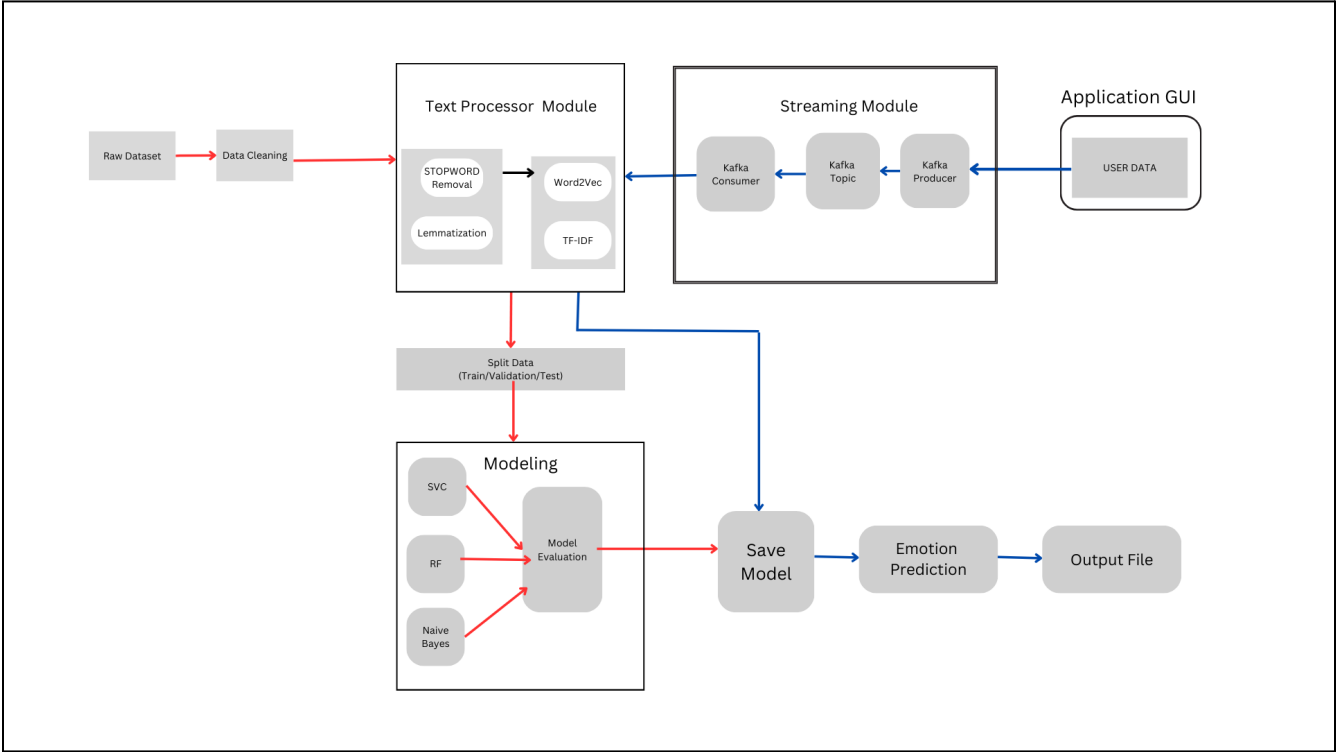 Text Processor  Module
Streaming Module
Application GUI
Raw Dataset
Data Cleaning
STOPWORD
Removal
Lemmatization
Word2Vec
TF-IDF
Kafka
Consumer
Kafka
Topic
Kafka
Producer
USER DATA
Split Data
(Train/Validation/Test)
Modeling
SVC
RF
Naive
Bayes
Model
Evaluation
Save
Model
Emotion
Prediction
Output File